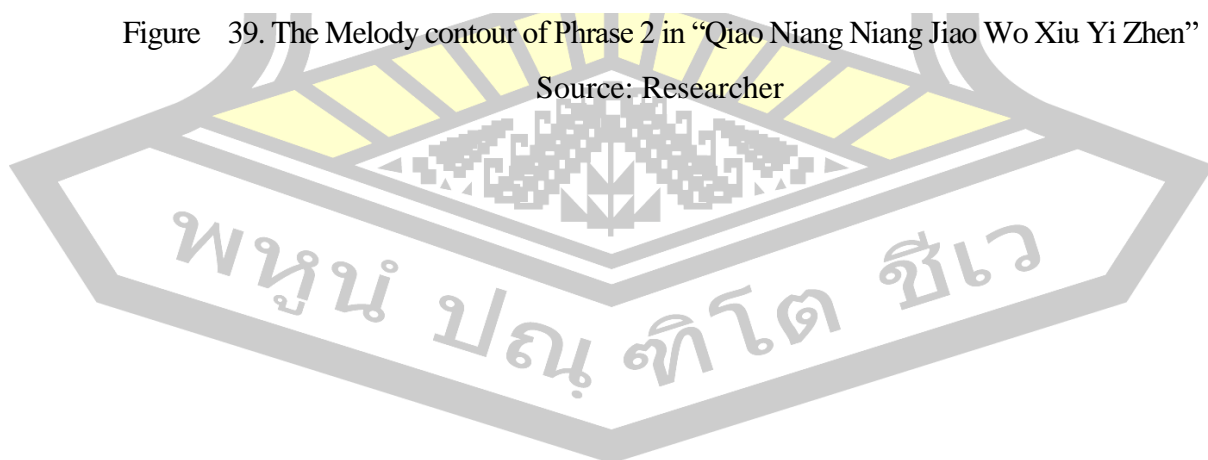 Figure 39. The Melody contour of Phrase 2 in “Qiao Niang Niang Jiao Wo Xiu Yi Zhen”
Source: Researcher
พหูนํ ปณฺฑิโต ชีเว